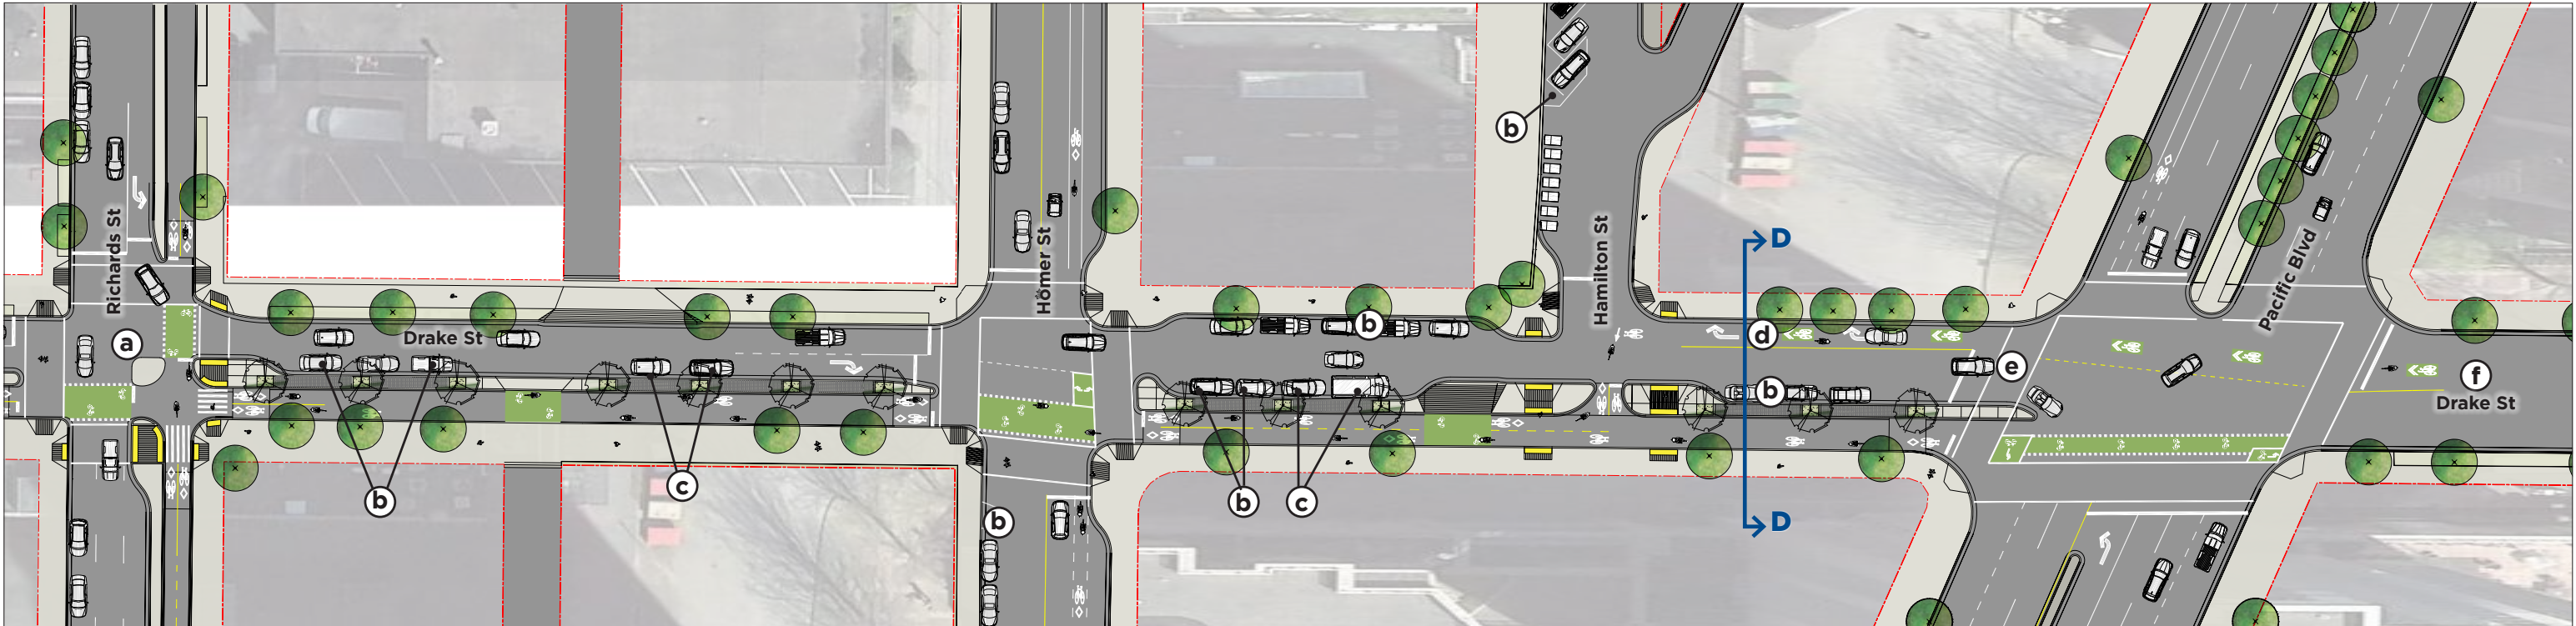 b
D
Richards St
Homer St
Hamilton St
Pacific Blvd
a
Drake St
b
d
e
f
Drake St
b
b
c
b
b
c
D